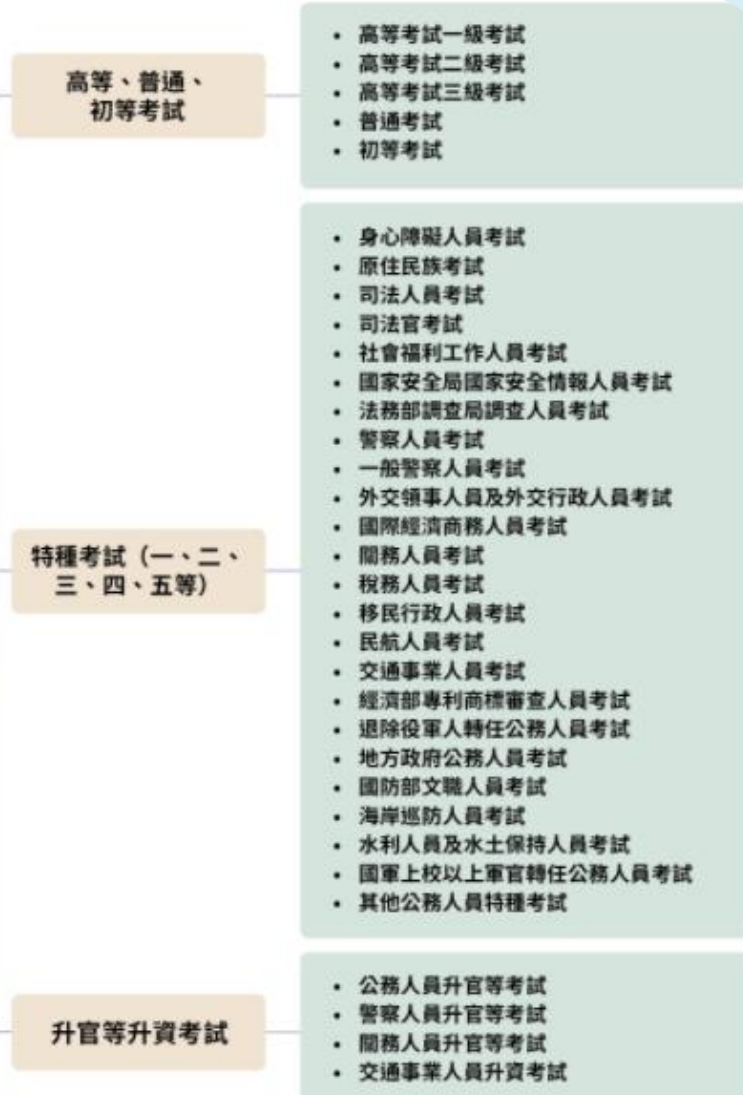 高等、普通、
初等考試
• 高等考試一級考試
• 高等考試二級考試
• 高等考試三級考試
• 普通考試
• 初等考試
特種考試（一、二、
三、四、五等）
• 身心障礙人員考試
• 原住民族考試
• 司法人員考試
• 司法官考試
• 社會福利工作人員考試
• 國家安全局國家安全情報人員考試
• 法務部調查局調查人員考試
• 警察人員考試
• 一般警察人員考試
• 外交領事人員及外交行政人員考試
• 國際經濟商務人員考試
• 關務人員考試
• 稅務人員考試
• 移民行政人員考試
• 民航人員考試
• 交通事業人員考試
• 經濟部專利商標審查人員考試
• 退除役軍人轉任公務人員考試
• 地方政府公務人員考試
• 國防部文職人員考試
• 海岸巡防人員考試
• 水利人員及水土保持人員考試
• 國軍上校以上軍官轉任公務人員考試
• 其他公務人員特種考試
升官等升資考試
• 公務人員升官等考試
• 警察人員升官等考試
• 關務人員升官等考試
• 交通事業人員升資考試